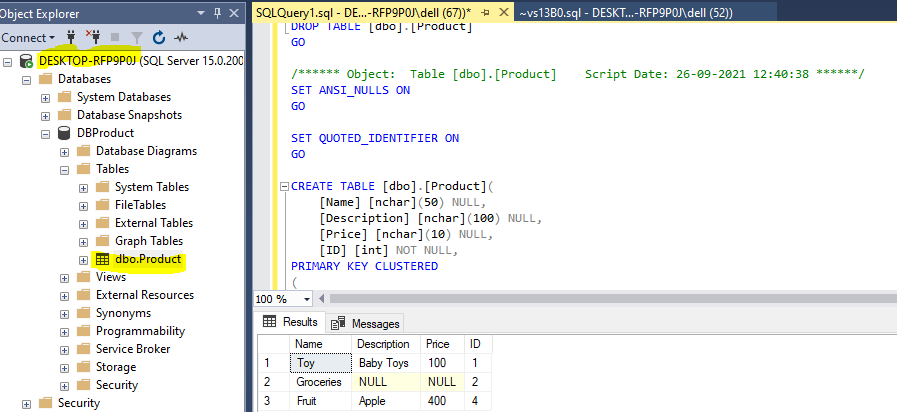 Object Explorer
Connect
DESKTOP-RFP9P0J (SQL Server 15.0.200
Databases
System Databases
Database Snapshots
DBProduct
Database Diagrams
Tables
System Tables
FileTables
External Tables
Graph Tables
dbo.Product
Views
External Resources
Synonyms
Programmability
Service Broker
Storage
Security
Security
SQLQuery1.sql - DE...-RFP9P0J\dell (67))*
~vs13B0.sql - DESKT...-RFP9P0J\dell (52))
DROP TABLE [dbo].[Product]
GO
/****** Object:  Table [dbo].[Product]    Script Date: 26-09-2021 12:40:38 ******/
SET ANSI_NULLS ON
GO
SET QUOTED_IDENTIFIER ON
GO
CREATE TABLE [dbo].[Product](
[Name] [nchar](50) NULL,
[Description] [nchar](100) NULL,
[Price] [nchar](10) NULL,
[ID] [int] NOT NULL,
PRIMARY KEY CLUSTERED
(
100 %
Results Messages
Name Description Price ID
1 Toy Baby Toys 100 1
2 Groceries NULL NULL 2
3 Fruit Apple 400 4